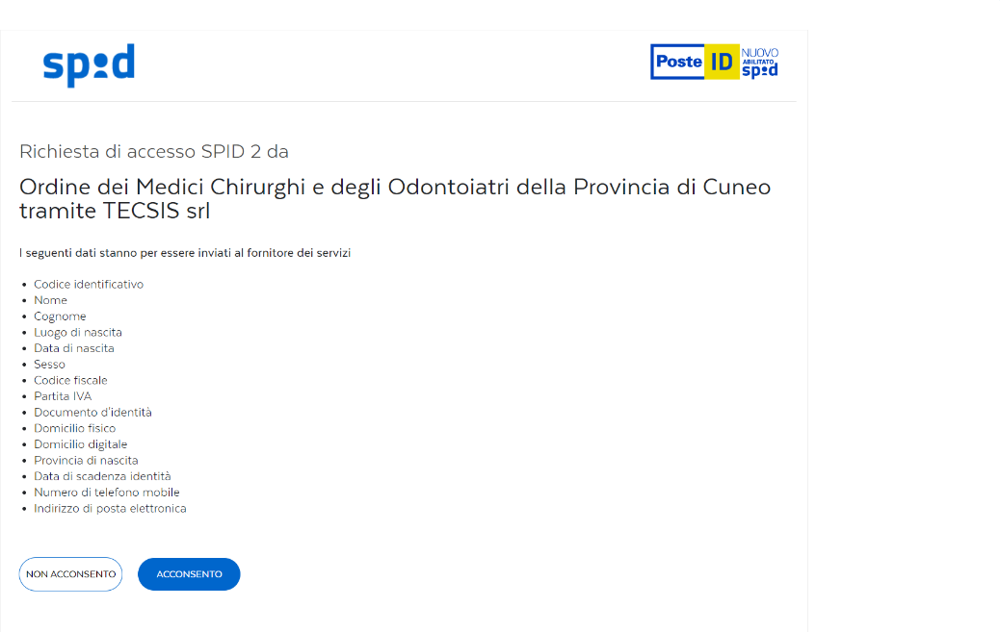 spid
Poste ID NUOVO ABILITATO spid
Richiesta di accesso SPID 2 da
Ordine dei Medici Chirurghi e degli Odontoiatri della Provincia di Cuneo
tramite TECSIS srl
I seguenti dati stanno per essere inviati al fornitore dei servizi
• Codice identificativo
• Nome
• Cognome
• Luogo di nascita
• Data di nascita
• Sesso
• Codice fiscale
• Partita IVA
• Documento d'identità
• Domicilio fisico
• Domicilio digitale
• Provincia di nascita
• Data di scadenza identità
• Numero di telefono mobile
• Indirizzo di posta elettronica
NON ACCONSENTO ACCONSENTO